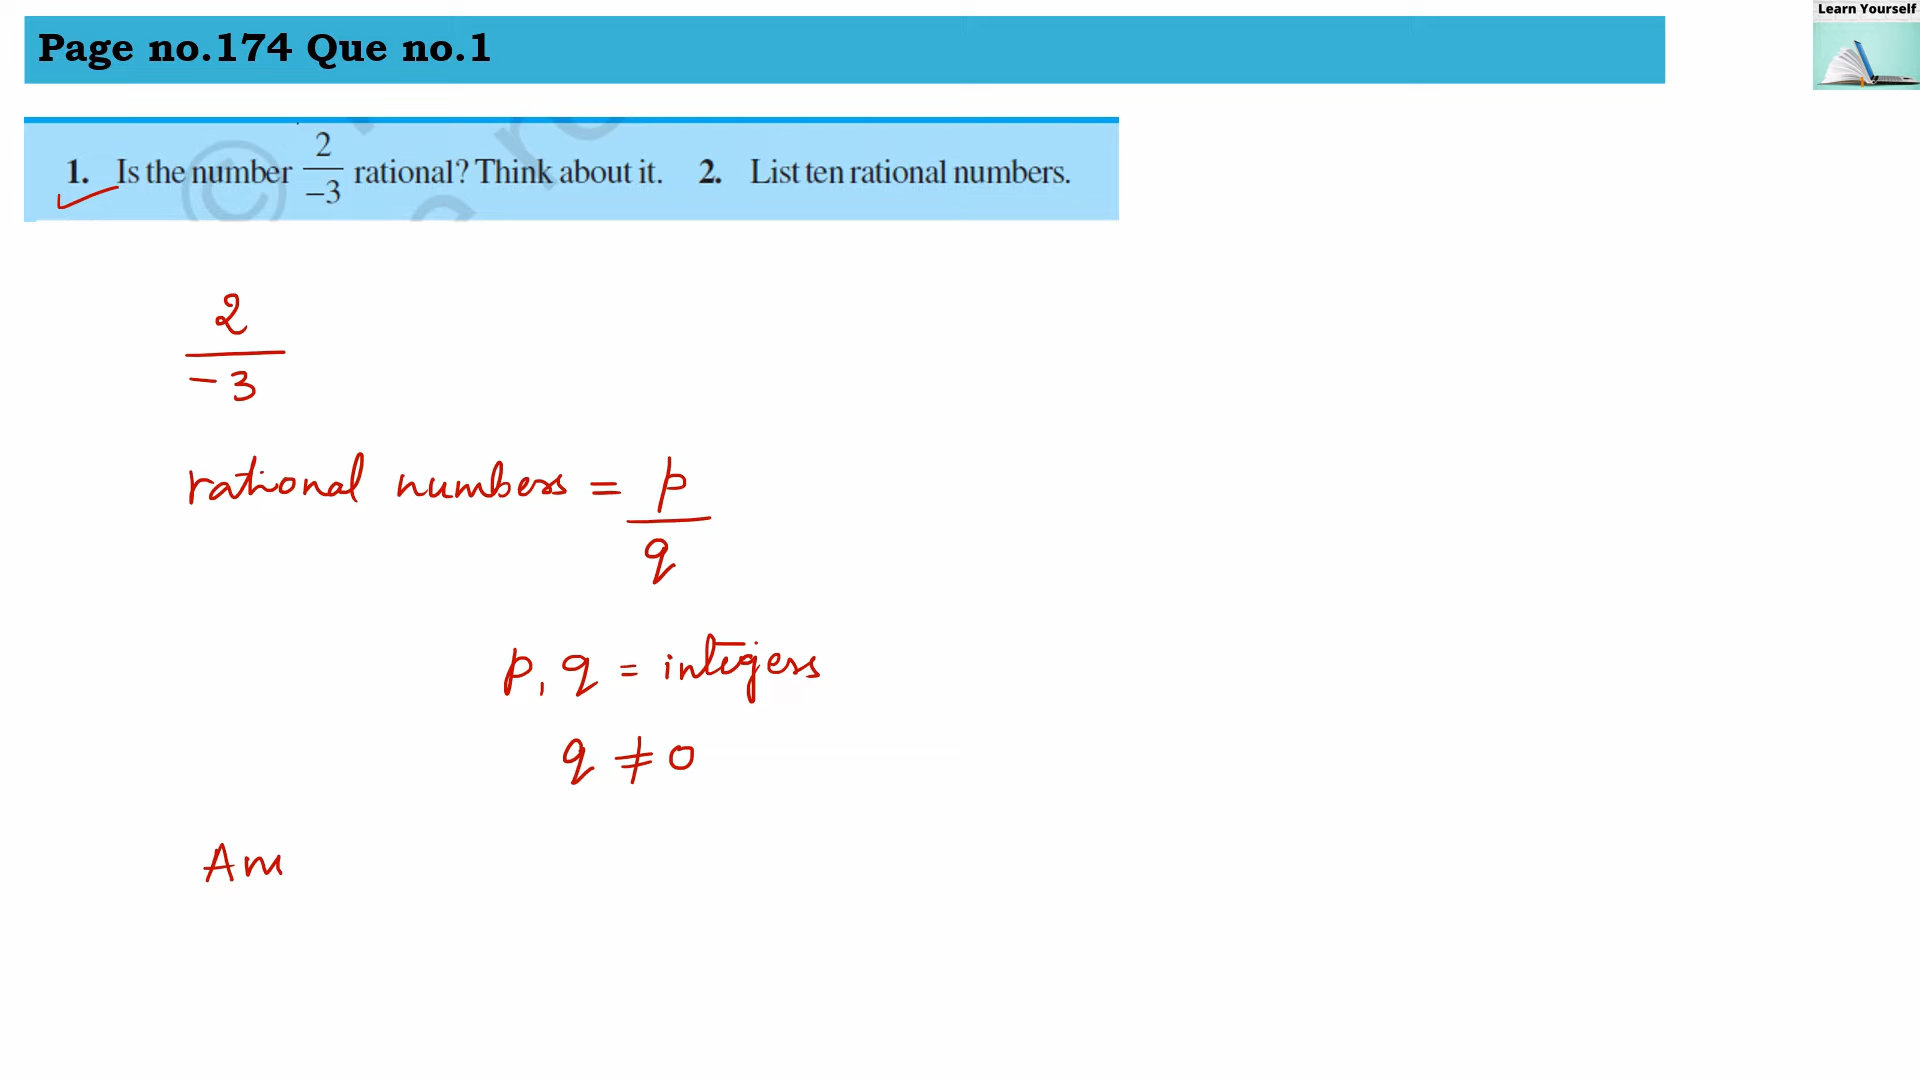 Learn Yourself
Page no.174 Que no.1
1. Is the number 2/-3 rational? Think about it. 2. List ten rational numbers.
2
-3
rational numbers = p
q
p, q = integers
q ≠ 0
Ans